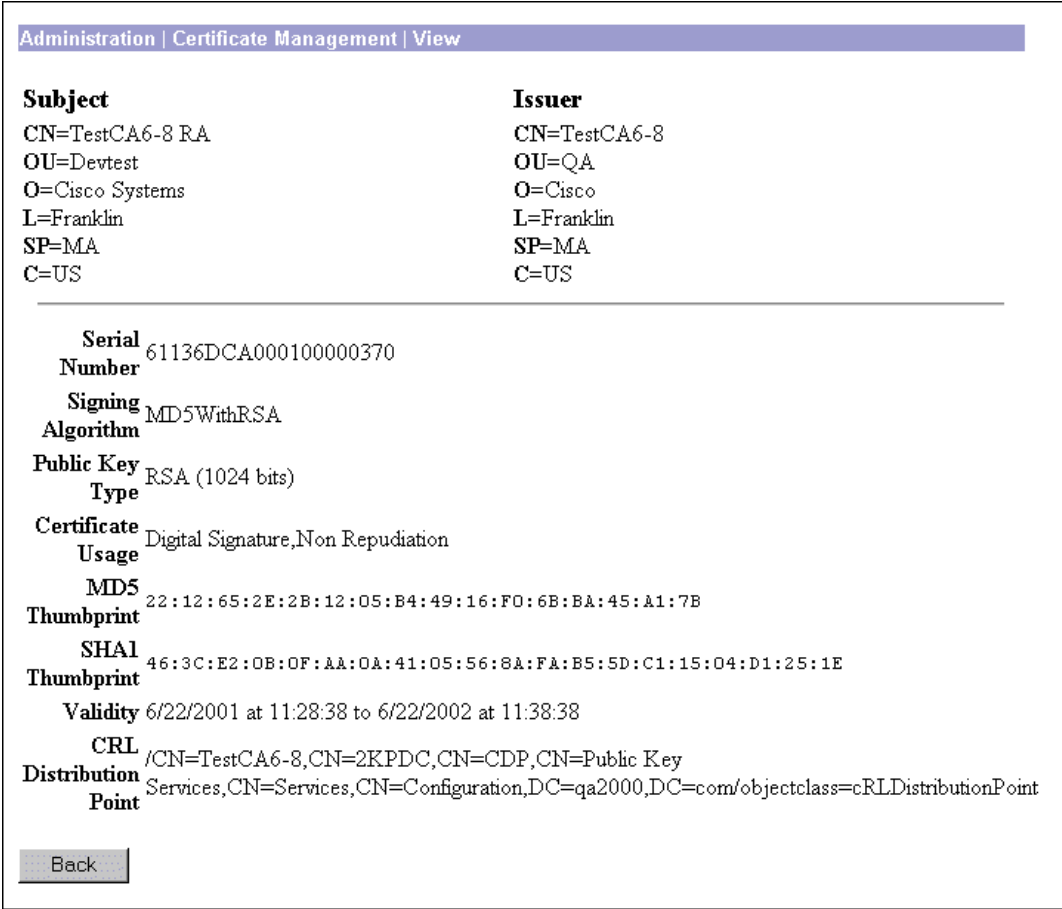 Administration | Certificate Management | View
Subject
CN=TestCA6-8 RA
OU=Devtest
O=Cisco Systems
L=Franklin
SP=MA
C=US
Issuer
CN=TestCA6-8
OU=QA
O=Cisco
L=Franklin
SP=MA
C=US
Serial
Number
61136DCA000100000370
Signing
Algorithm
MD5WithRSA
Public Key
Type
RSA (1024 bits)
Certificate
Usage
Digital Signature,Non Repudiation
MD5
Thumbprint
22:12:65:2E:2B:12:05:B4:49:16:F0:6B:BA:45:A1:7B
SHA1
Thumbprint
46:3C:E2:0B:0F:AA:0A:41:05:56:8A:FA:B5:5D:C1:15:04:D1:25:1E
Validity 6/22/2001 at 11:28:38 to 6/22/2002 at 11:38:38
CRL
Distribution
Point
/CN=TestCA6-8,CN=2KPDC,CN=CDP,CN=Public Key
Services,CN=Services,CN=Configuration,DC=qa2000,DC=com/objectclass=cRLDistributionPoint
Back